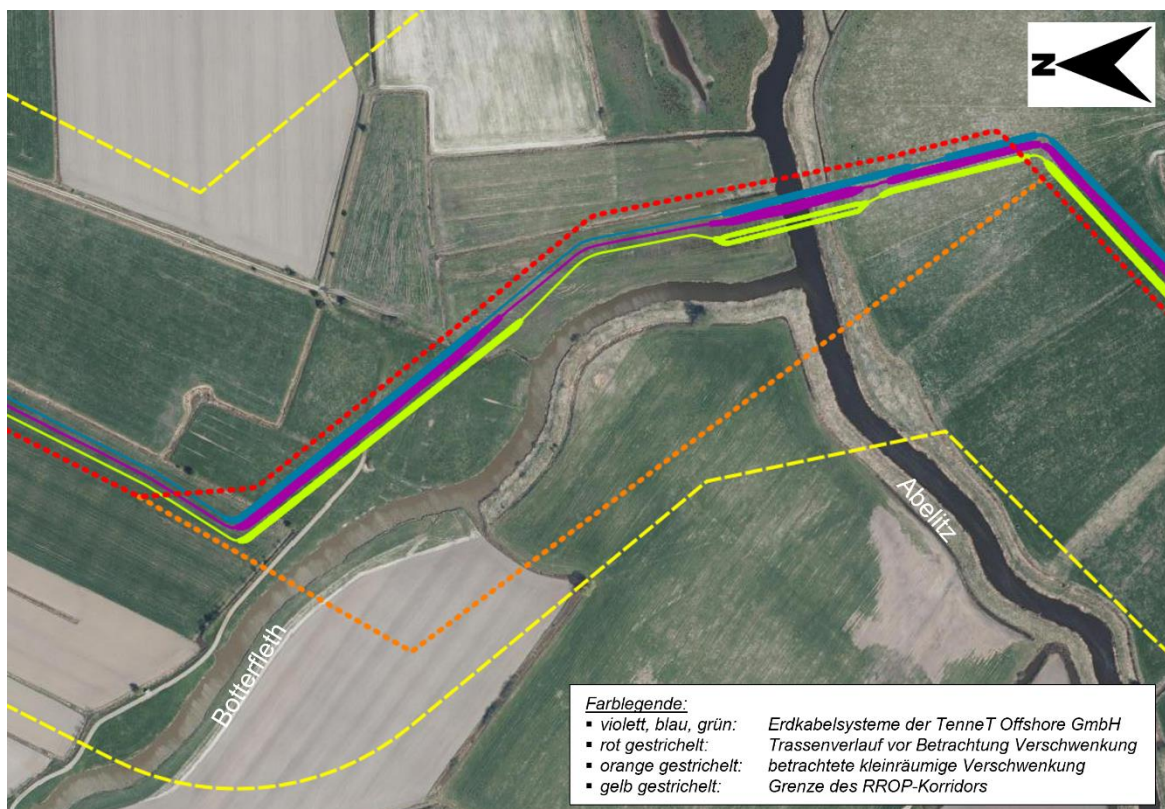 N
Abelitz
Botterfleth
Farblegende:
▪ violett, blau, grün: Erdkabelsysteme der TenneT Offshore GmbH
▪ rot gestrichelt: Trassenverlauf vor Betrachtung Verschwenkung
▪ orange gestrichelt: betrachtete kleinräumige Verschwenkung
▪ gelb gestrichelt: Grenze des RROP-Korridors